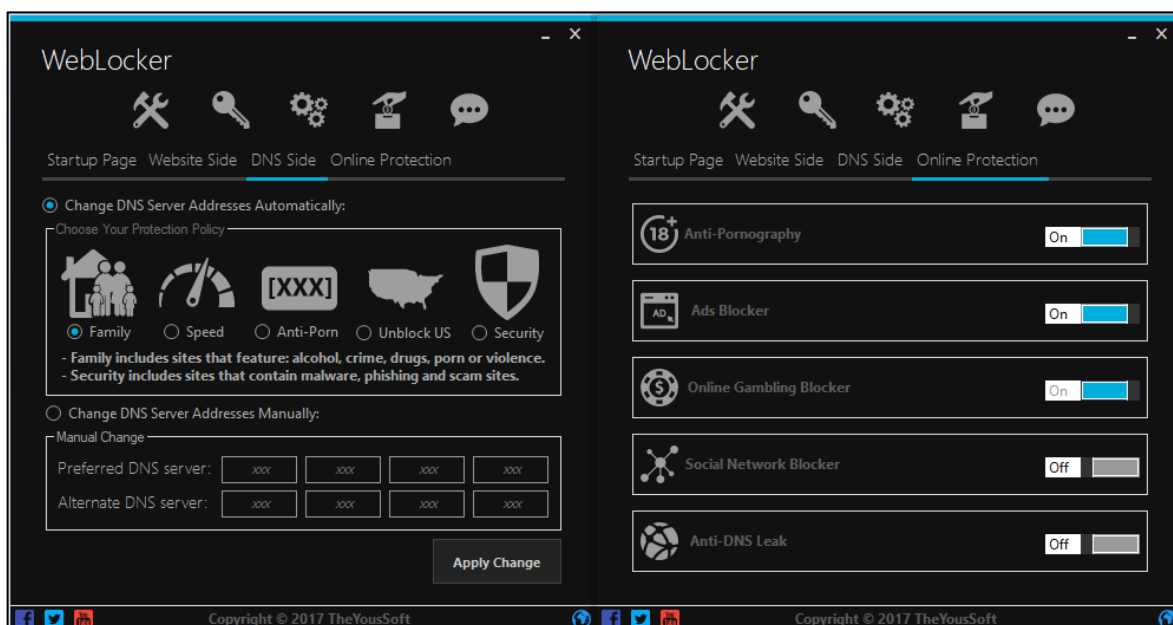 WebLocker
Startup Page Website Side DNS Side Online Protection
Change DNS Server Addresses Automatically:
Choose Your Protection Policy
[XXX]
Family Speed Anti-Porn Unblock US Security
- Family includes sites that feature: alcohol, crime, drugs, porn or violence.
- Security includes sites that contain malware, phishing and scam sites.
Change DNS Server Addresses Manually:
Manual Change
Preferred DNS server: xxx xxx xxx xxx
Alternate DNS server: xxx xxx xxx xxx
Apply Change
Copyright © 2017 TheYousSoft
WebLocker
Startup Page Website Side DNS Side Online Protection
18+ Anti-Pornography On
AD Ads Blocker On
Online Gambling Blocker On
Social Network Blocker Off
Anti-DNS Leak Off
Copyright © 2017 TheYousSoft